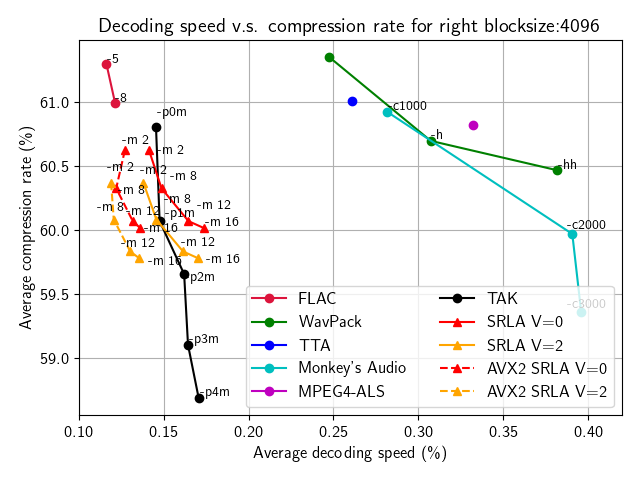 Decoding speed v.s. compression rate for right blocksize:4096
Average compression rate (%)
61.0
60.5
60.0
59.5
59.0
-5
-8
-p0m
-m 2
-m 2
-m 2
-m 2
-m 8
-m 8
-m 8
-m 8
-m 12
-m 12
-p1m
-m 16
-m 16
-m 12
-m 12
-m 16
-m 16
-p2m
-p3m
-p4m
-c1000
-h
-hh
-c2000
-c3000
FLAC
WavPack
TTA
Monkey's Audio
MPEG4-ALS
TAK
SRLA V=0
SRLA V=2
AVX2 SRLA V=0
AVX2 SRLA V=2
0.10 0.15 0.20 0.25 0.30 0.35 0.40
Average decoding speed (%)